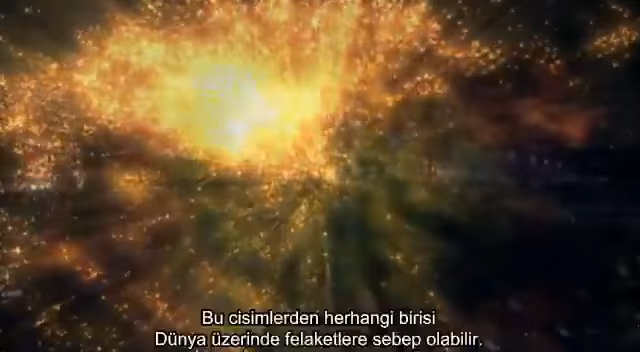 Bu cisimlerden herhangi birisi
Dünya üzerinde felaketlere sebep olabilir.